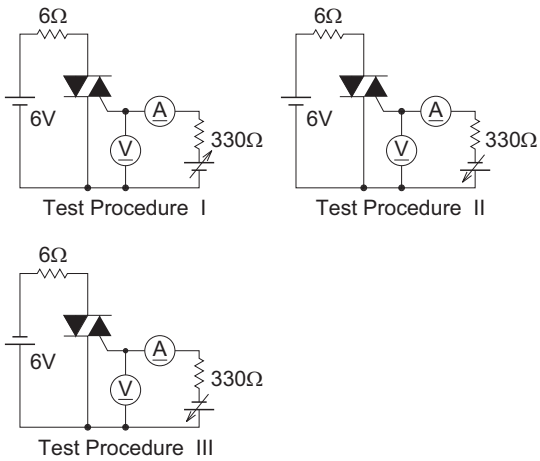 6Ω
6V
A
V
330Ω
Test Procedure I
6Ω
6V
A
V
330Ω
Test Procedure II
6Ω
6V
A
V
330Ω
Test Procedure III